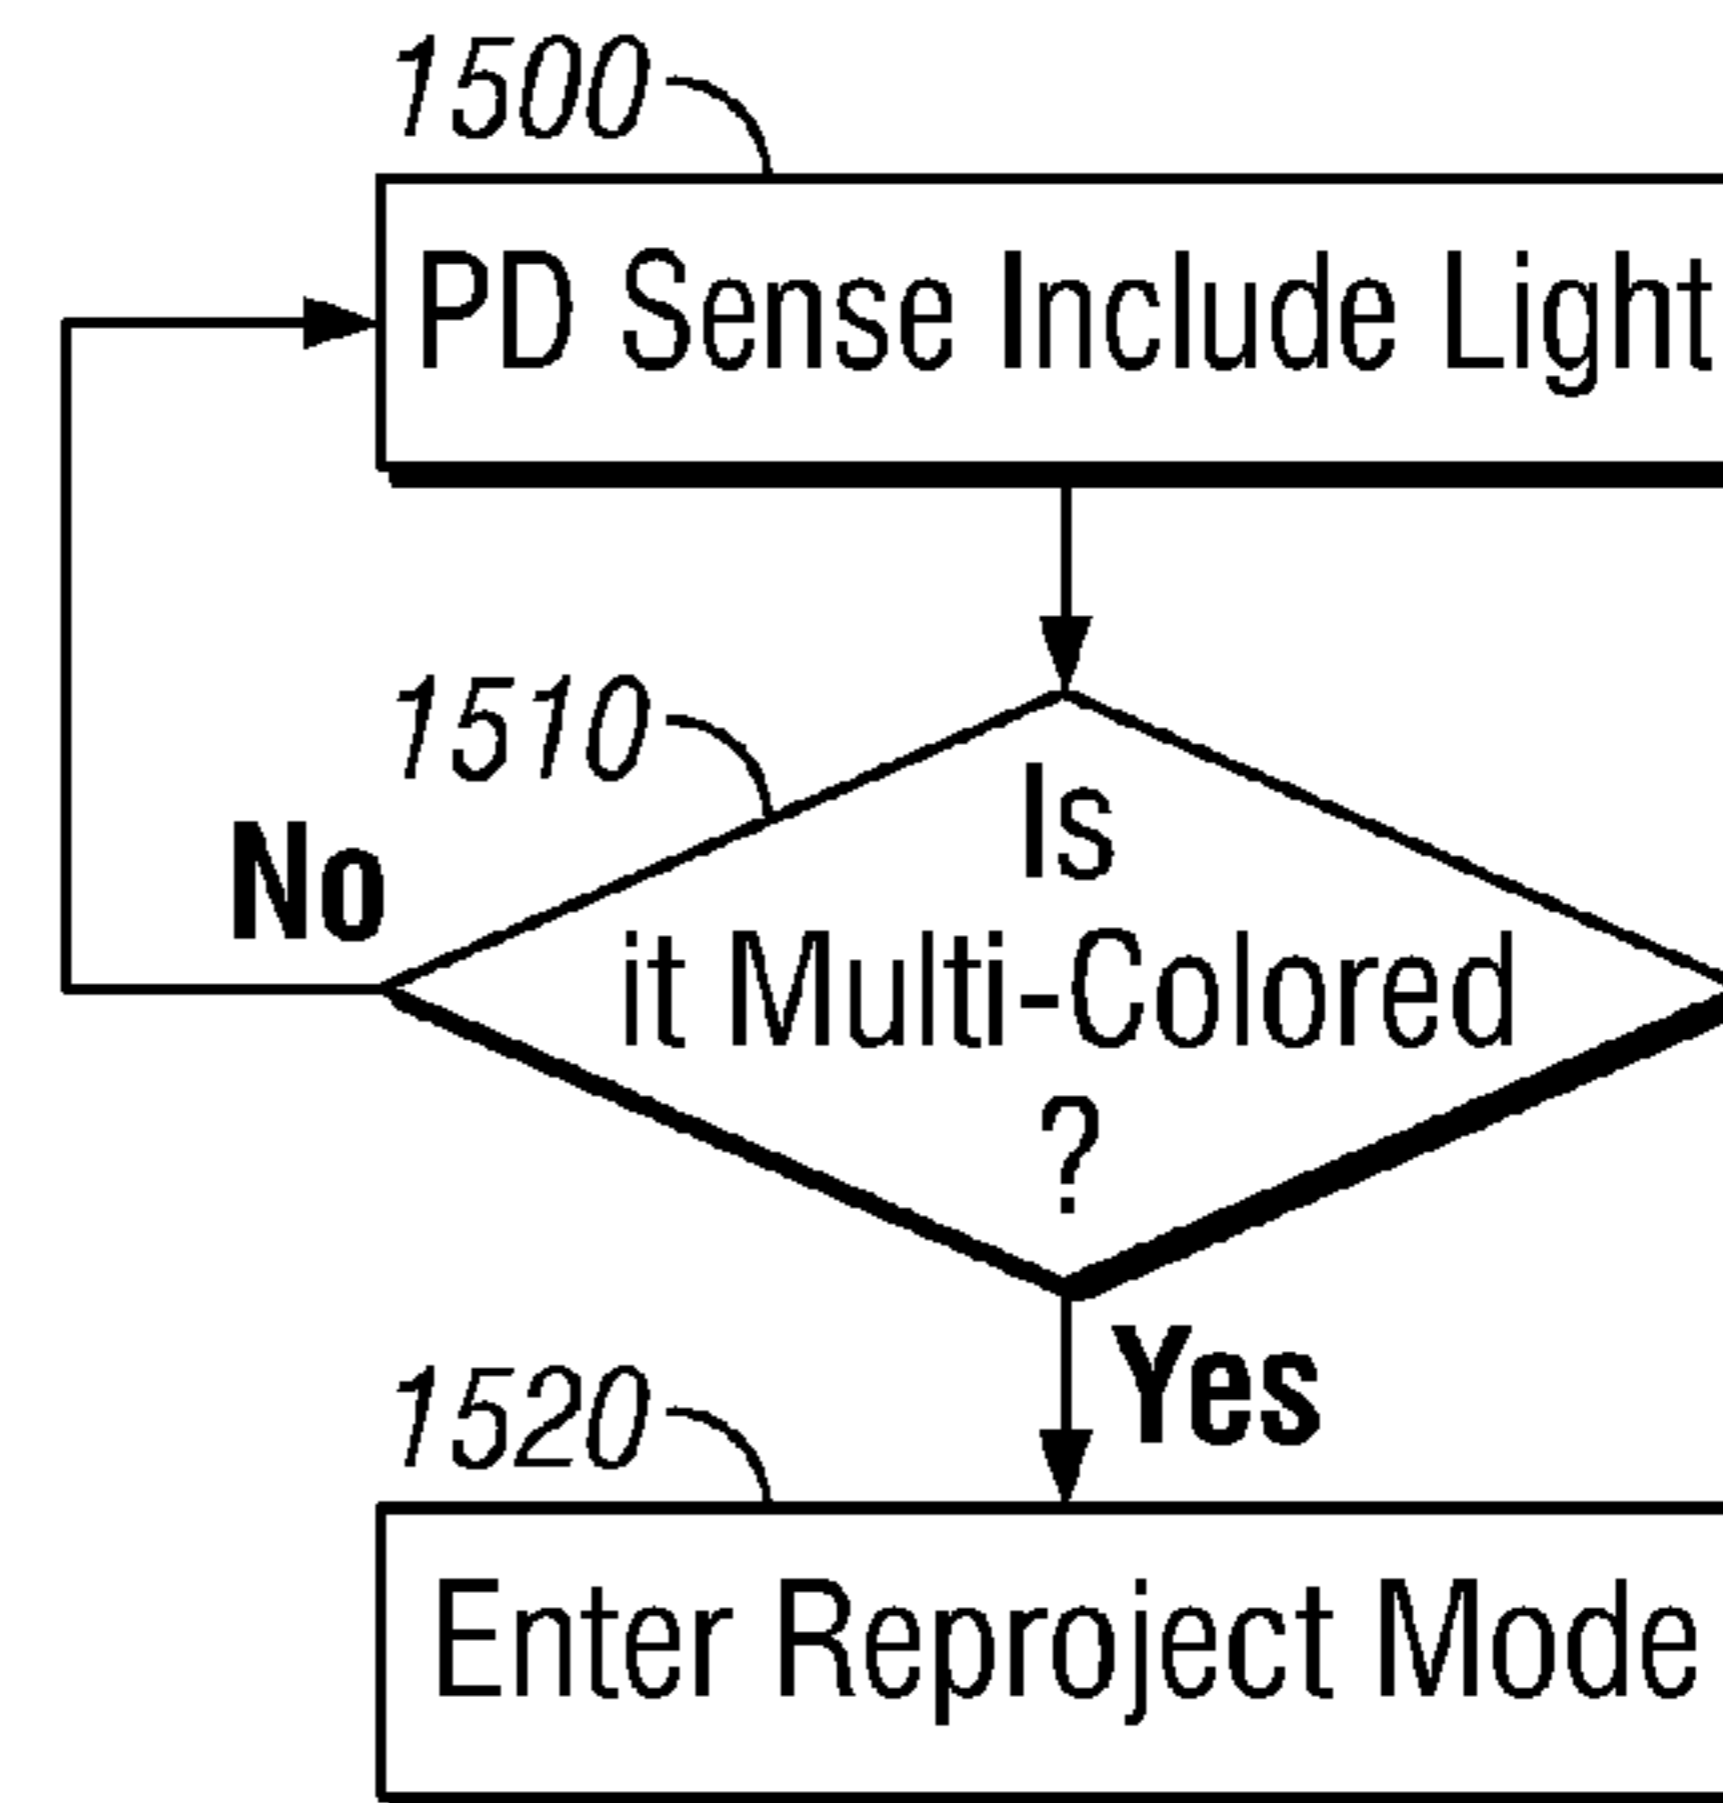 1500
PD Sense Include Light
1510
Is
No
it Multi-Colored
?
Yes
1520
Enter Reproject Mode